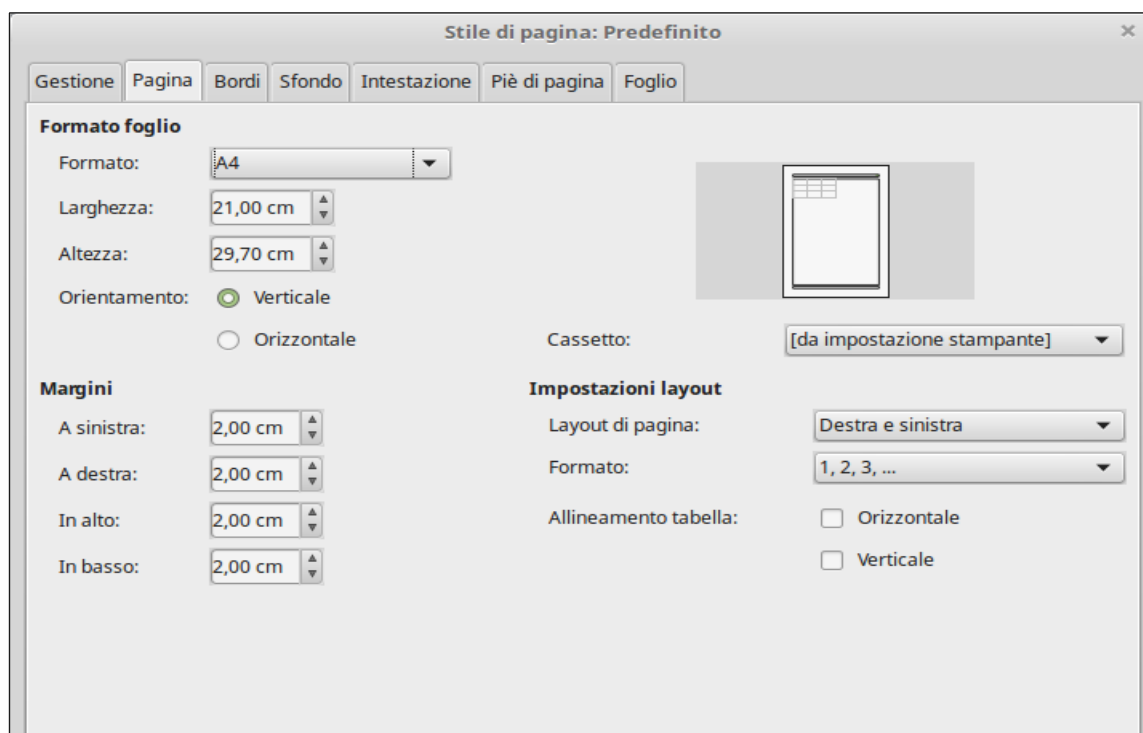 Stile di pagina: Predefinito
Gestione Pagina Bordi Sfondo Intestazione Piè di pagina Foglio
Formato foglio
Formato: A4
Larghezza: 21,00 cm
Altezza: 29,70 cm
Orientamento: Verticale
Orizzontale
Cassetto: [da impostazione stampante]
Margini
A sinistra: 2,00 cm
A destra: 2,00 cm
In alto: 2,00 cm
In basso: 2,00 cm
Impostazioni layout
Layout di pagina: Destra e sinistra
Formato: 1, 2, 3, ...
Allineamento tabella: Orizzontale
Verticale